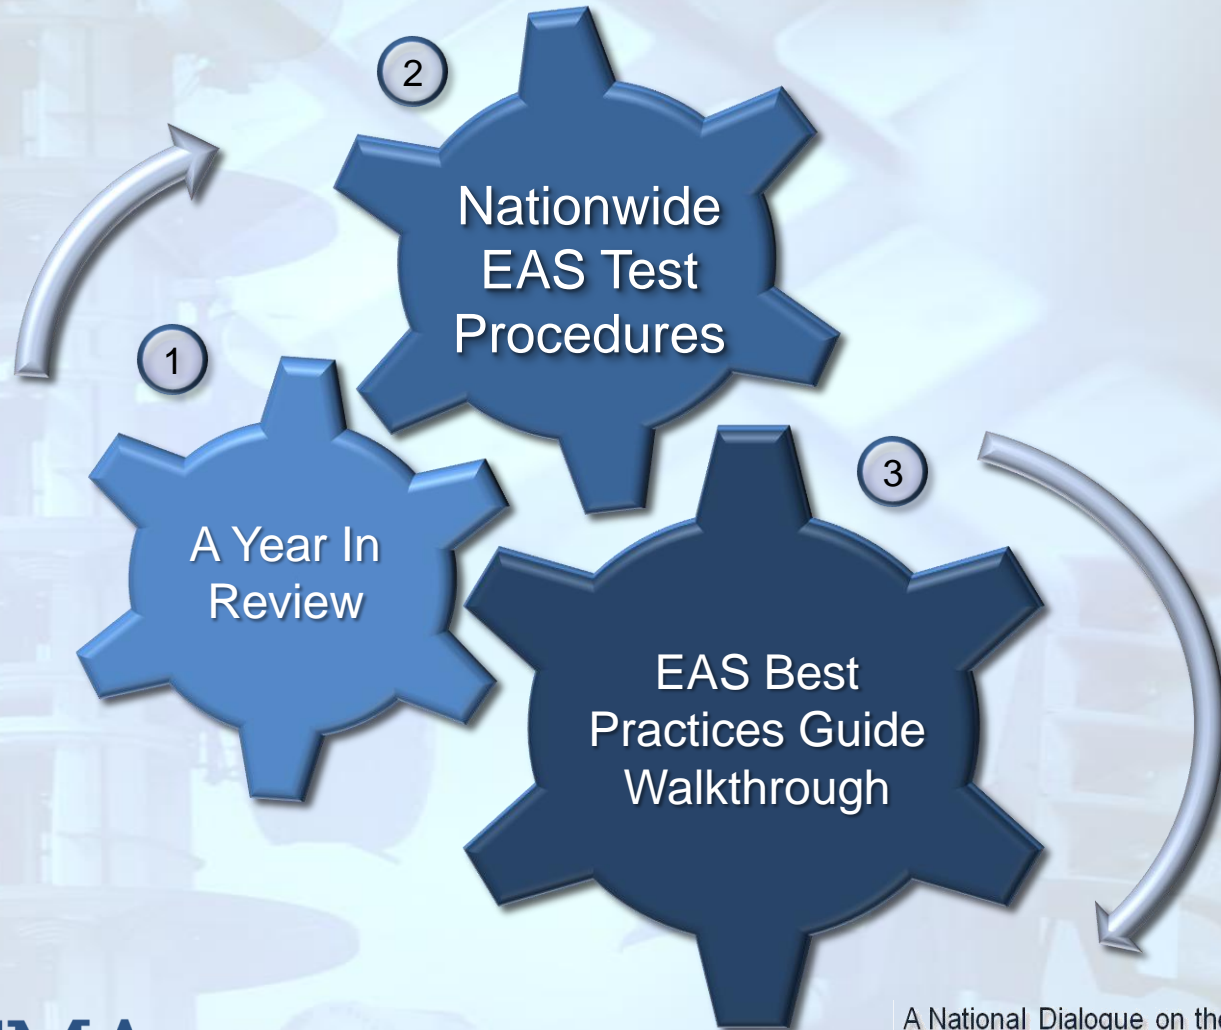 1
A Year In
Review
2
Nationwide
EAS Test
Procedures
3
EAS Best
Practices Guide
Walkthrough
A National Dialogue on the